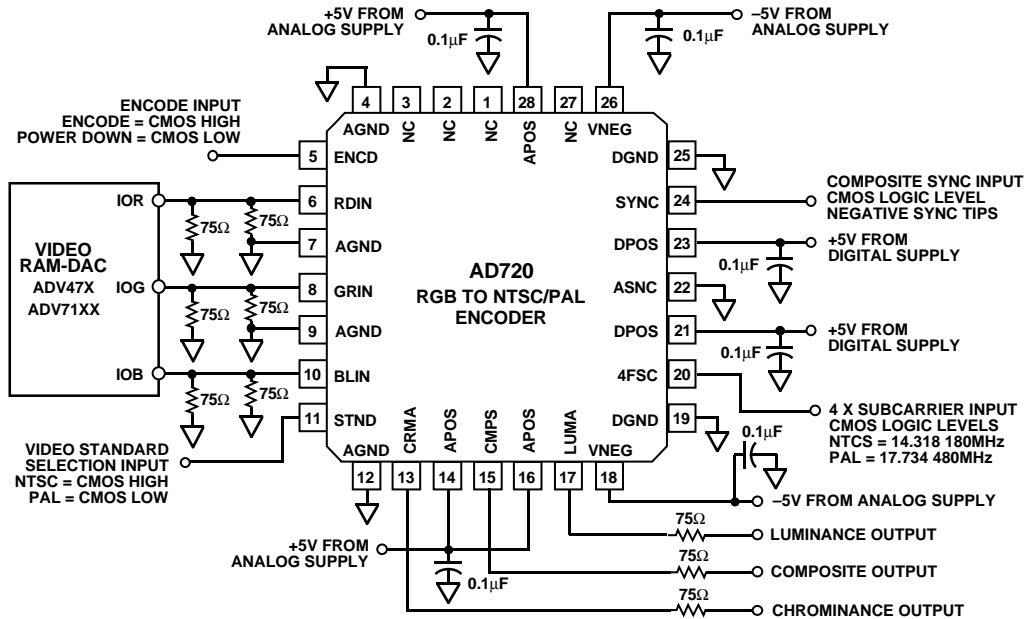 +5V FROM
ANALOG SUPPLY
0.1μF
–5V FROM
ANALOG SUPPLY
0.1μF
4
3
2
1
28
27
26
AGND
NC
NC
NC
APOS
NC
VNEG
ENCODE INPUT
ENCODE = CMOS HIGH
POWER DOWN = CMOS LOW
5
ENCD
DGND
25
IOR
6
RDIN
SYNC
24
COMPOSITE SYNC INPUT
CMOS LOGIC LEVEL
NEGATIVE SYNC TIPS
75Ω
75Ω
7
AGND
DPOS
23
+5V FROM
DIGITAL SUPPLY
0.1μF
VIDEO
RAM-DAC
ADV47X
ADV71XX
IOG
8
GRIN
AD720
RGB TO NTSC/PAL
ENCODER
ASNC
22
75Ω
75Ω
9
AGND
DPOS
21
+5V FROM
DIGITAL SUPPLY
0.1μF
IOB
10
BLIN
4FSC
20
75Ω
75Ω
11
STND
DGND
19
4 X SUBCARRIER INPUT
CMOS LOGIC LEVELS
NTCS = 14.318 180MHz
PAL = 17.734 480MHz
VIDEO STANDARD
SELECTION INPUT
NTSC = CMOS HIGH
PAL = CMOS LOW
AGND
CRMA
APOS
CMPS
APOS
LUMA
VNEG
12
13
14
15
16
17
18
0.1μF
–5V FROM ANALOG SUPPLY
75Ω
LUMINANCE OUTPUT
+5V FROM
ANALOG SUPPLY
0.1μF
75Ω
COMPOSITE OUTPUT
75Ω
CHROMINANCE OUTPUT